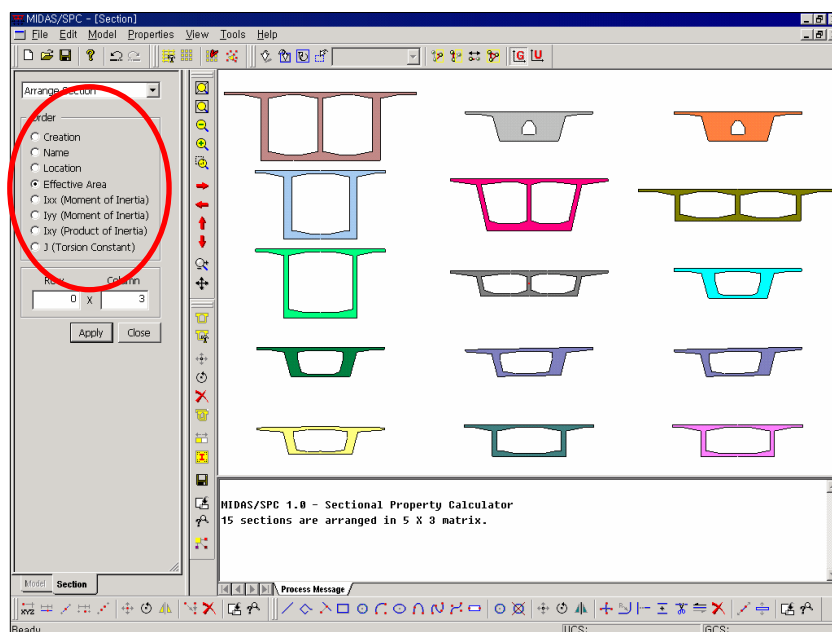 MIDAS/SPC - [Section]
File Edit Model Properties View Tools Help
G U
Arrange Section
Order
Creation
Name
Location
Effective Area
Ixx (Moment of Inertia)
Iyy (Moment of Inertia)
Ixy (Product of Inertia)
J (Torsion Constant)
Row Column
0 X 3
Apply Close
MIDAS/SPC 1.0 - Sectional Property Calculator
15 sections are arranged in 5 X 3 matrix.
Model Section
Process Message
XYZ
Ready UCS: GCS: